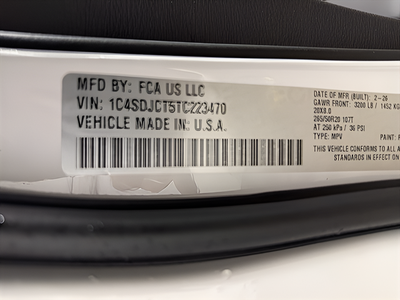 MFD BY: FCA US LLC
VIN: 1C4SDJCT5TC223470
VEHICLE MADE IN: U.S.A.
DATE OF MFR (BUILT): 2-26
GAWR FRONT: 3200 LB / 1452 K
20X8.0
265/50R20 107T
AT 250 kPa / 36 PSI
TYPE: MPV PAINT:
THIS VEHICLE CONFORMS TO ALL
STANDARDS IN EFFECT ON